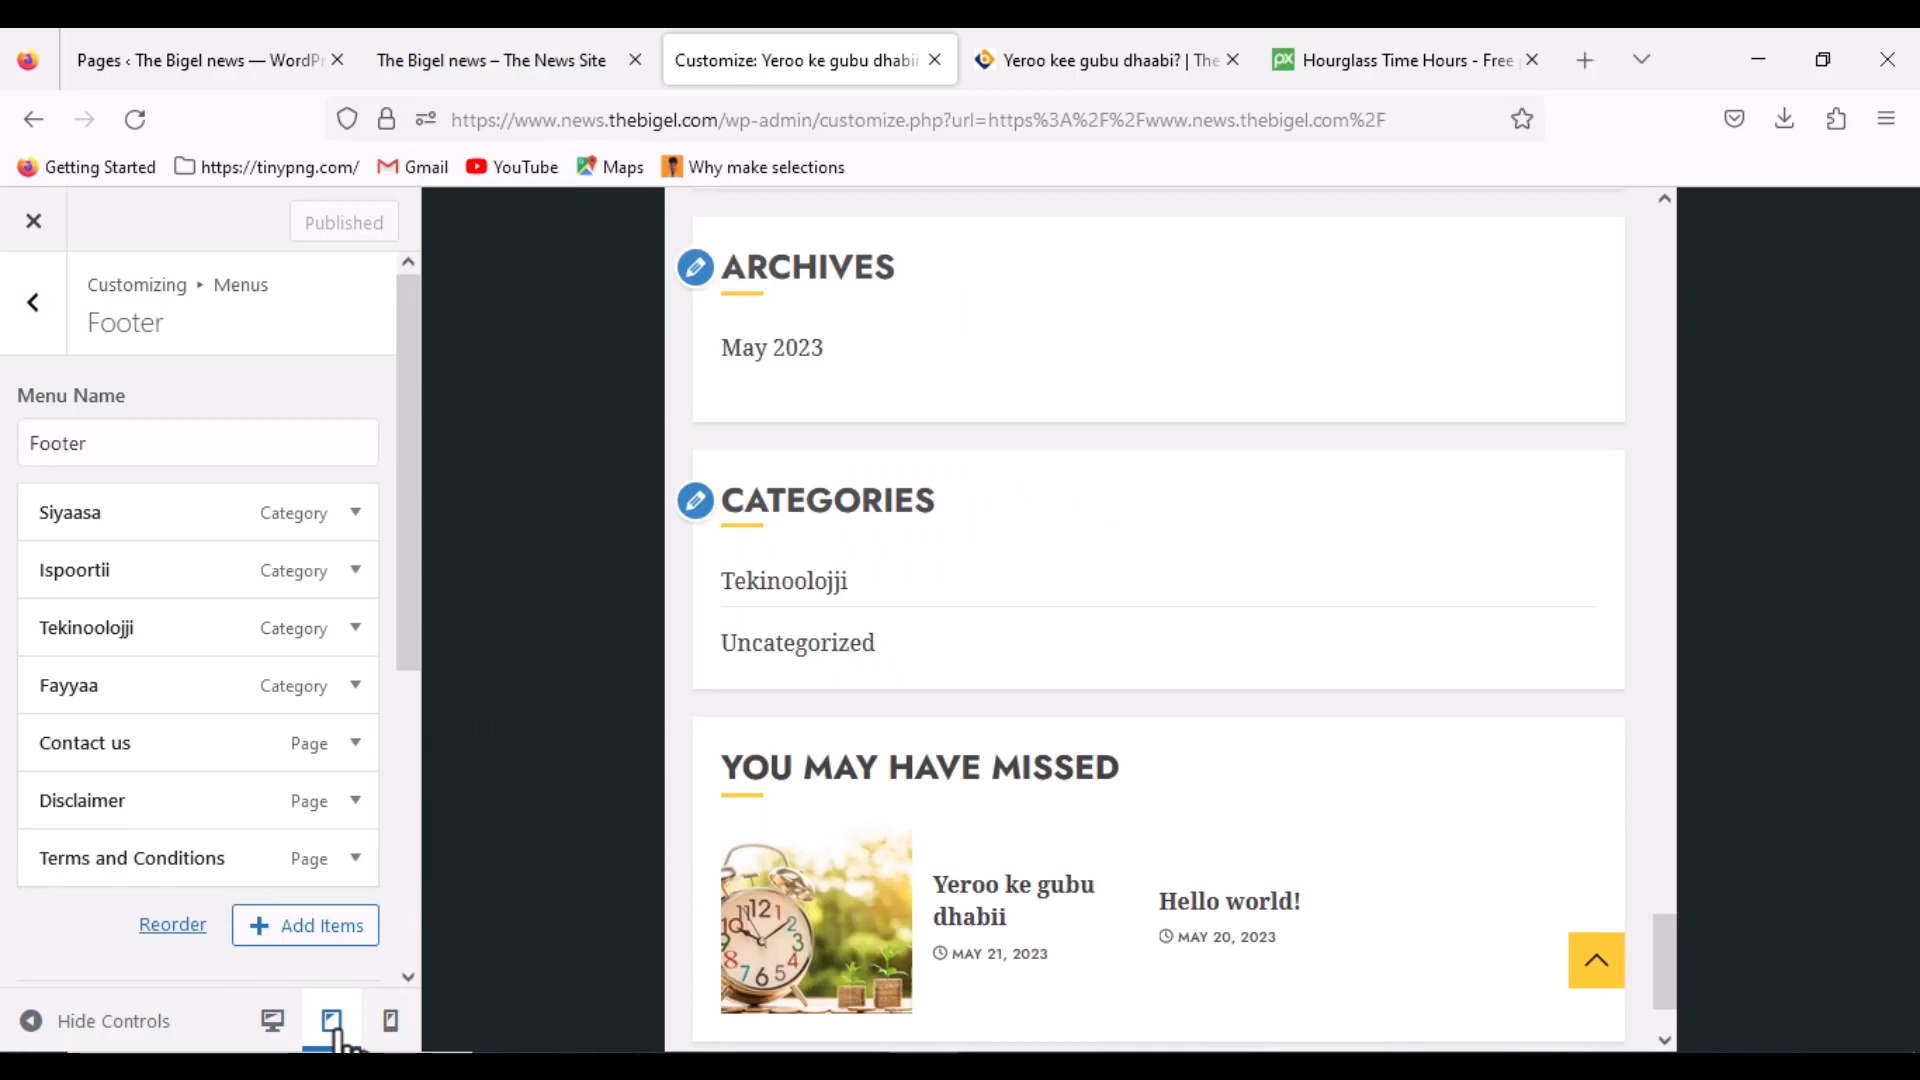 Pages ‹ The Bigel news — WordPr
The Bigel news – The News Site
Customize: Yeroo ke gubu dhabii
Yeroo kee gubu dhaabi? | The
px
Hourglass Time Hours - Free
https://www.news.thebigel.com/wp-admin/customize.php?url=https%3A%2F%2Fwww.news.thebigel.com%2F
Getting Started
https://tinypng.com/
Gmail
YouTube
Maps
Why make selections
Published
Customizing ▸ Menus
Footer
Menu Name
Footer
Siyaasa Category
Ispoortii Category
Tekinoolojji Category
Fayyaa Category
Contact us Page
Disclaimer Page
Terms and Conditions Page
Reorder
Add Items
Hide Controls
ARCHIVES
May 2023
CATEGORIES
Tekinoolojji
Uncategorized
YOU MAY HAVE MISSED
Yeroo ke gubu
dhabii
MAY 21, 2023
Hello world!
MAY 20, 2023